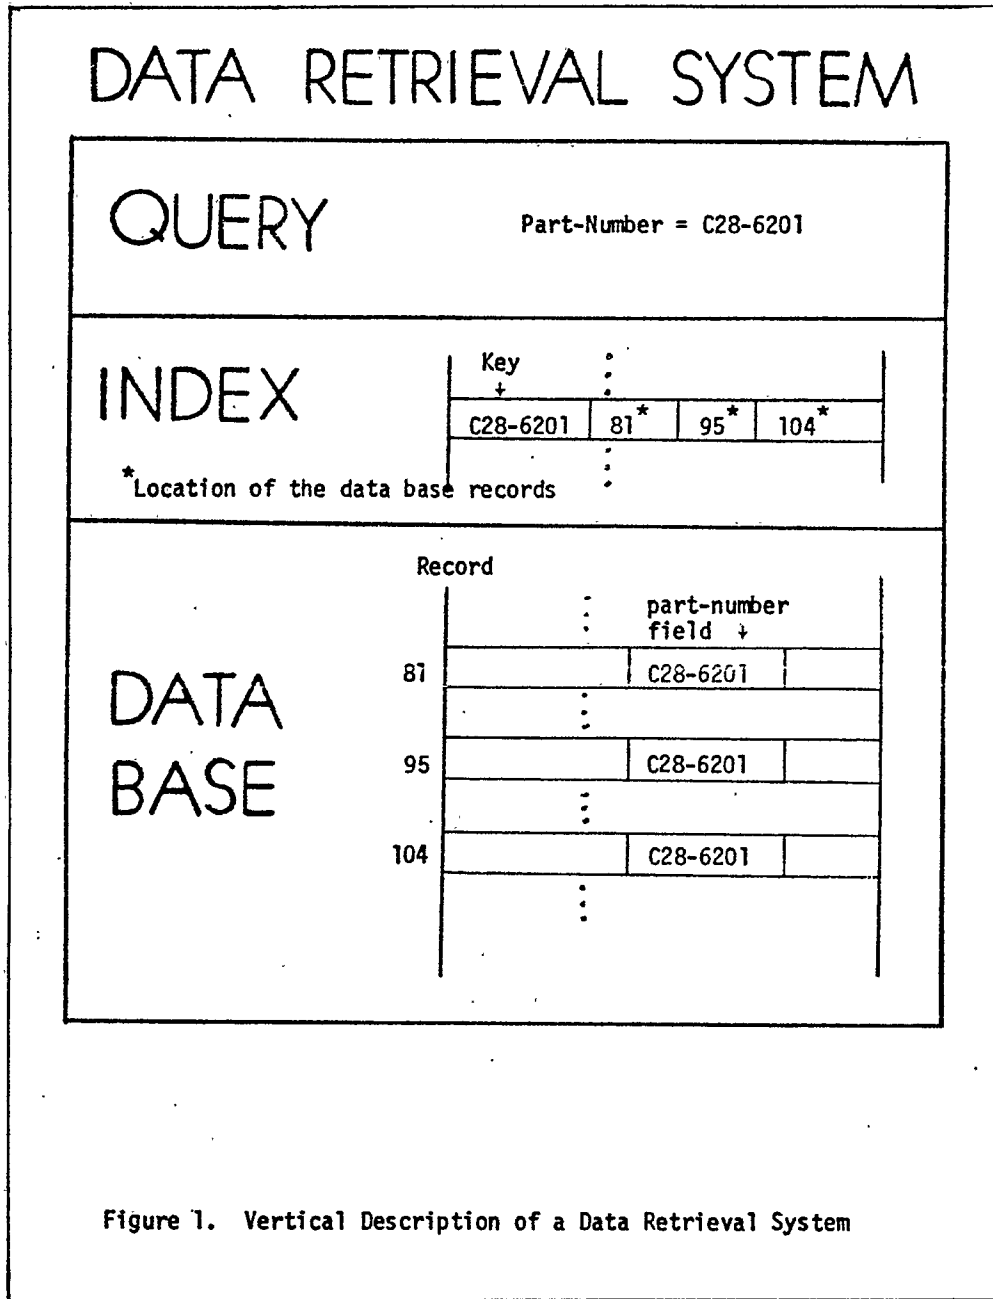 DATA RETRIEVAL SYSTEM
QUERY
Part-Number = C28-6201
INDEX
Key
C28-6201 81* 95* 104*
*Location of the data base records
DATA
BASE
Record
part-number
field
81 C28-6201
95 C28-6201
104 C28-6201
Figure 1. Vertical Description of a Data Retrieval System